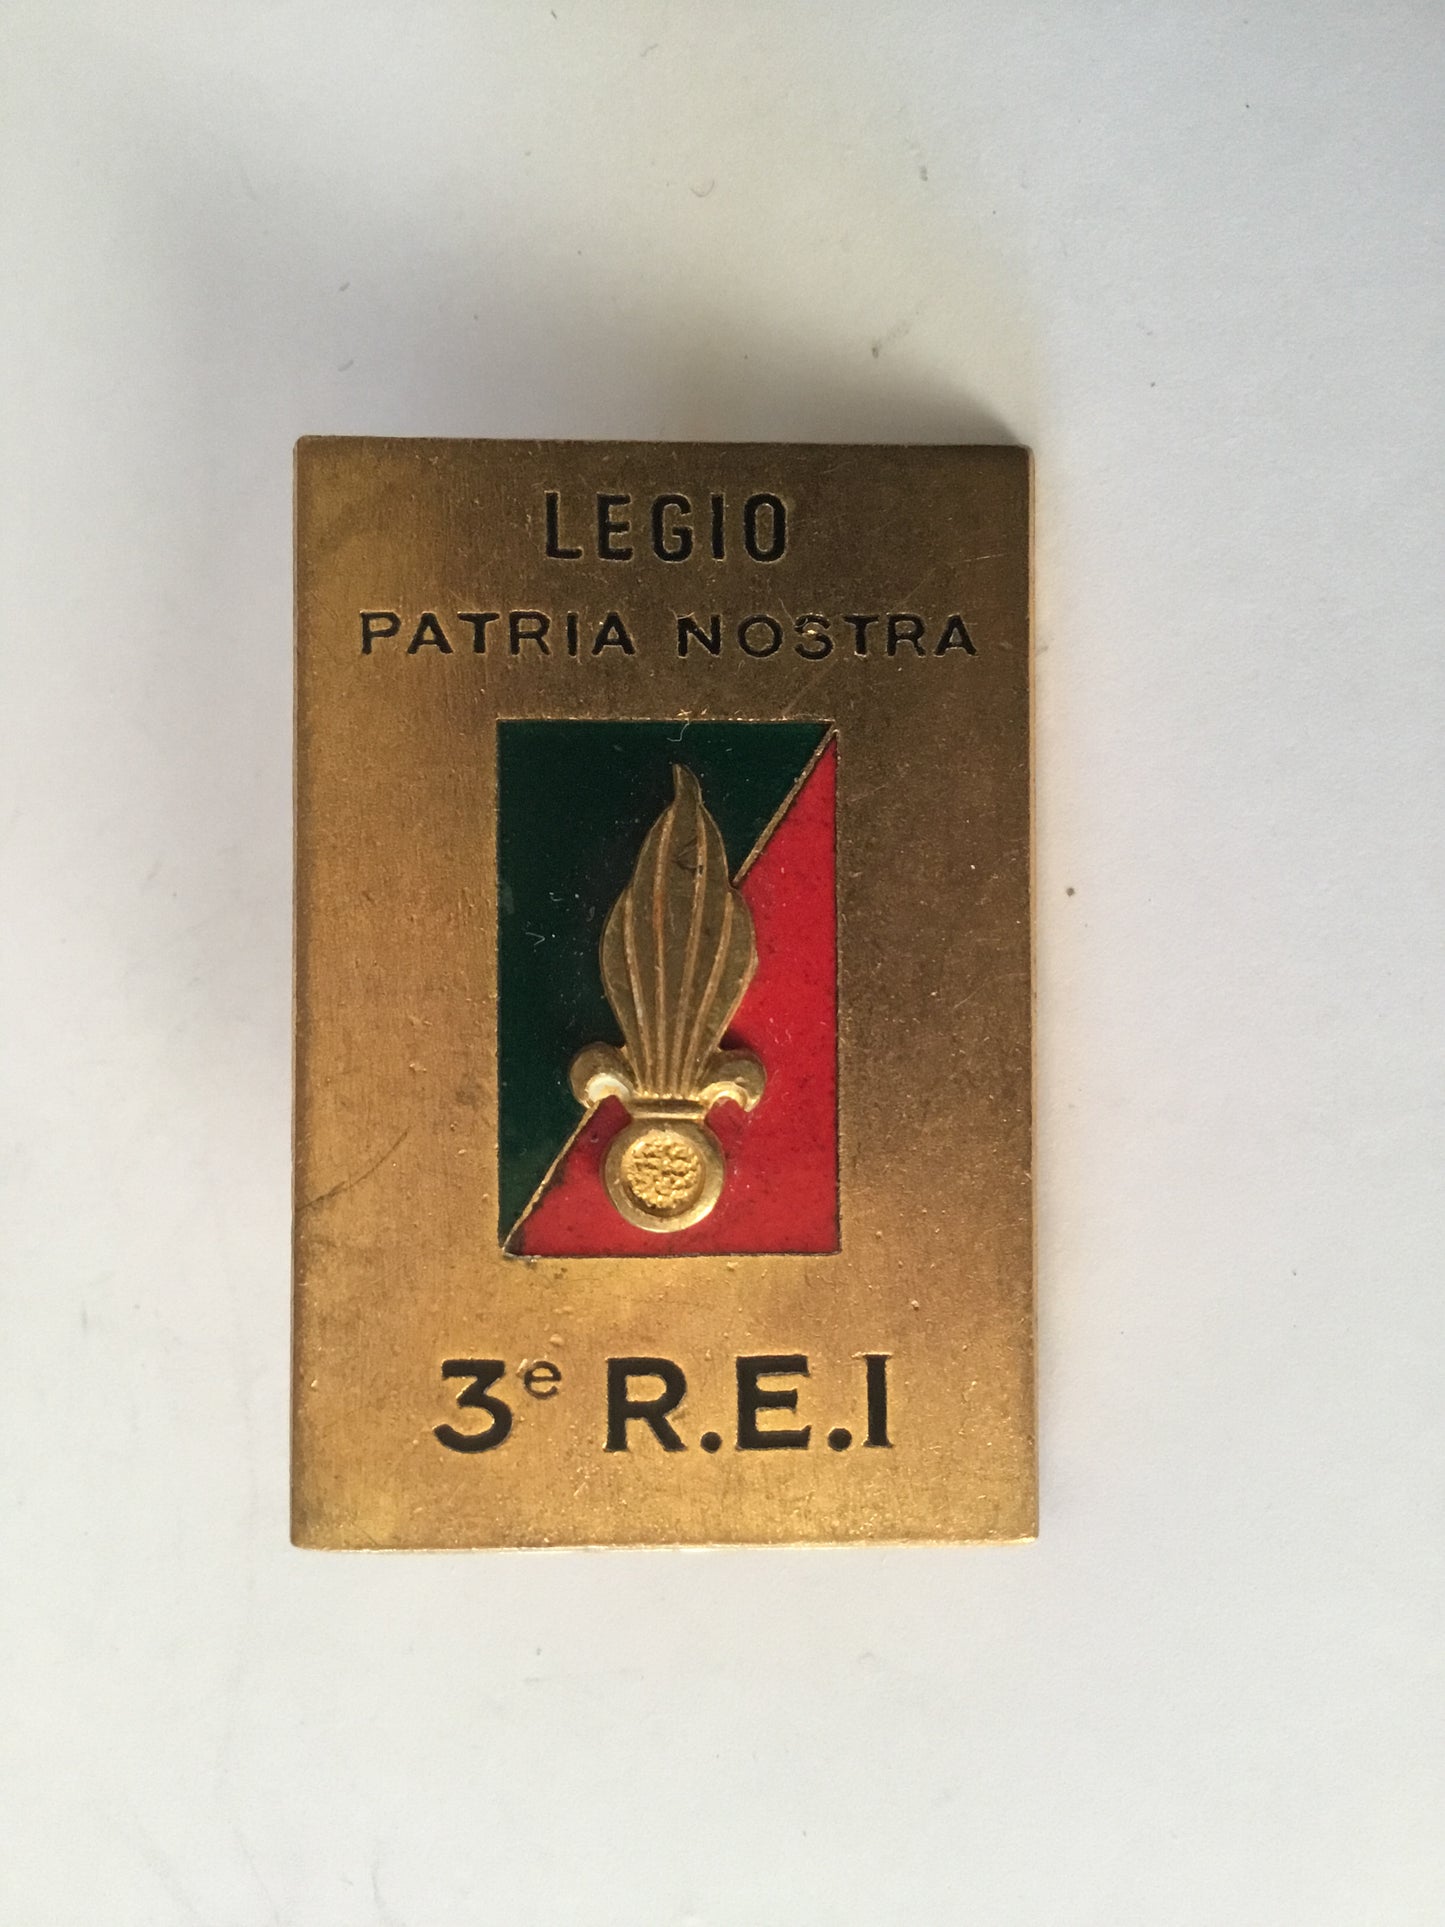 LEGIO
PATRIA NOSTRA
3e R.E.I